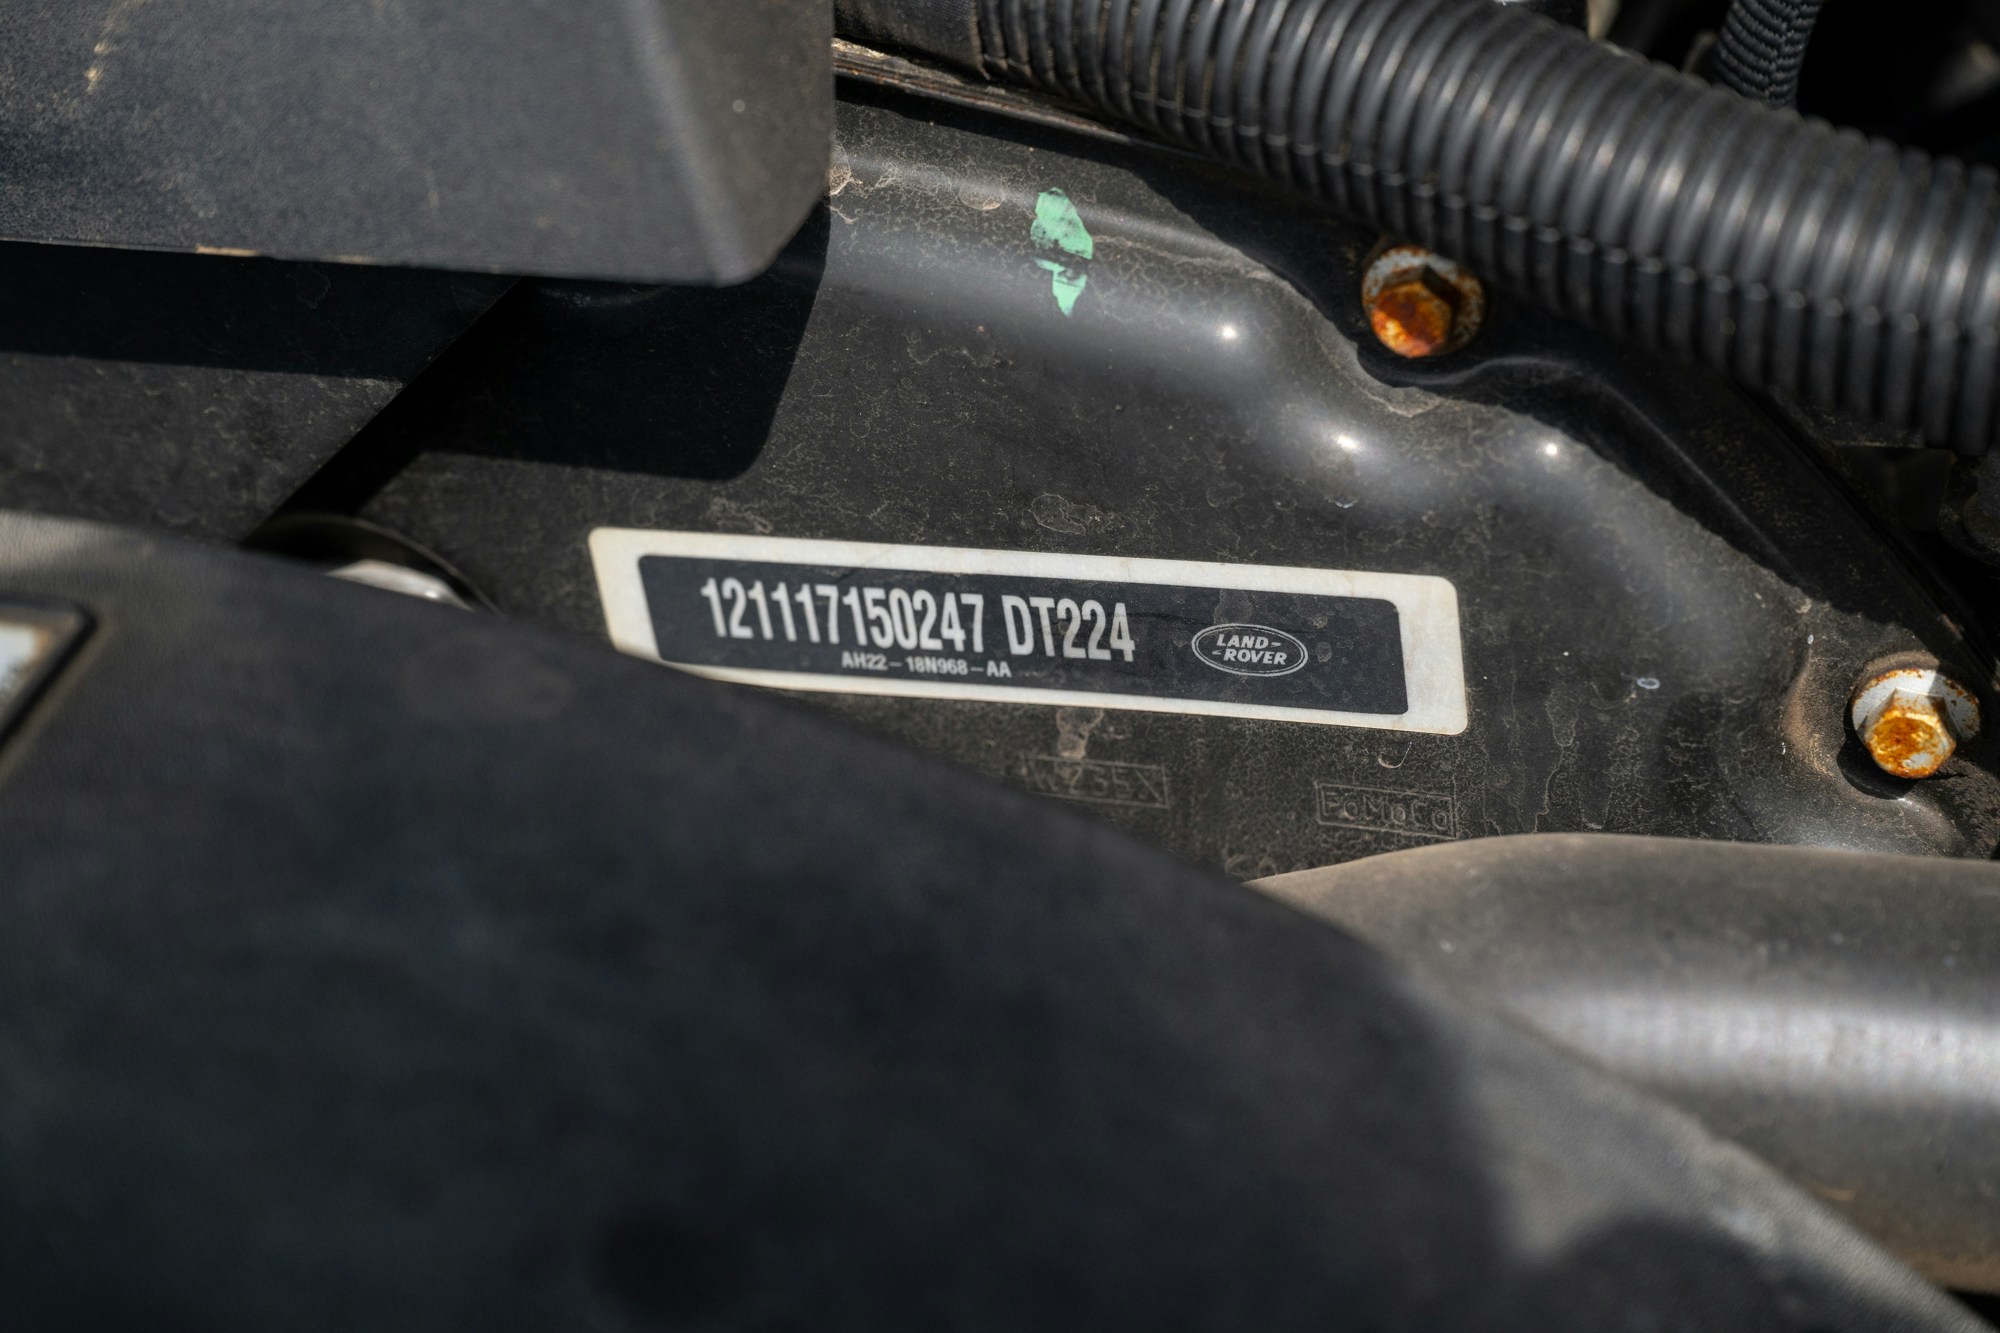 121117150247 DT224
AH22-18N968-AA
LAND-
-ROVER
FoMoCo